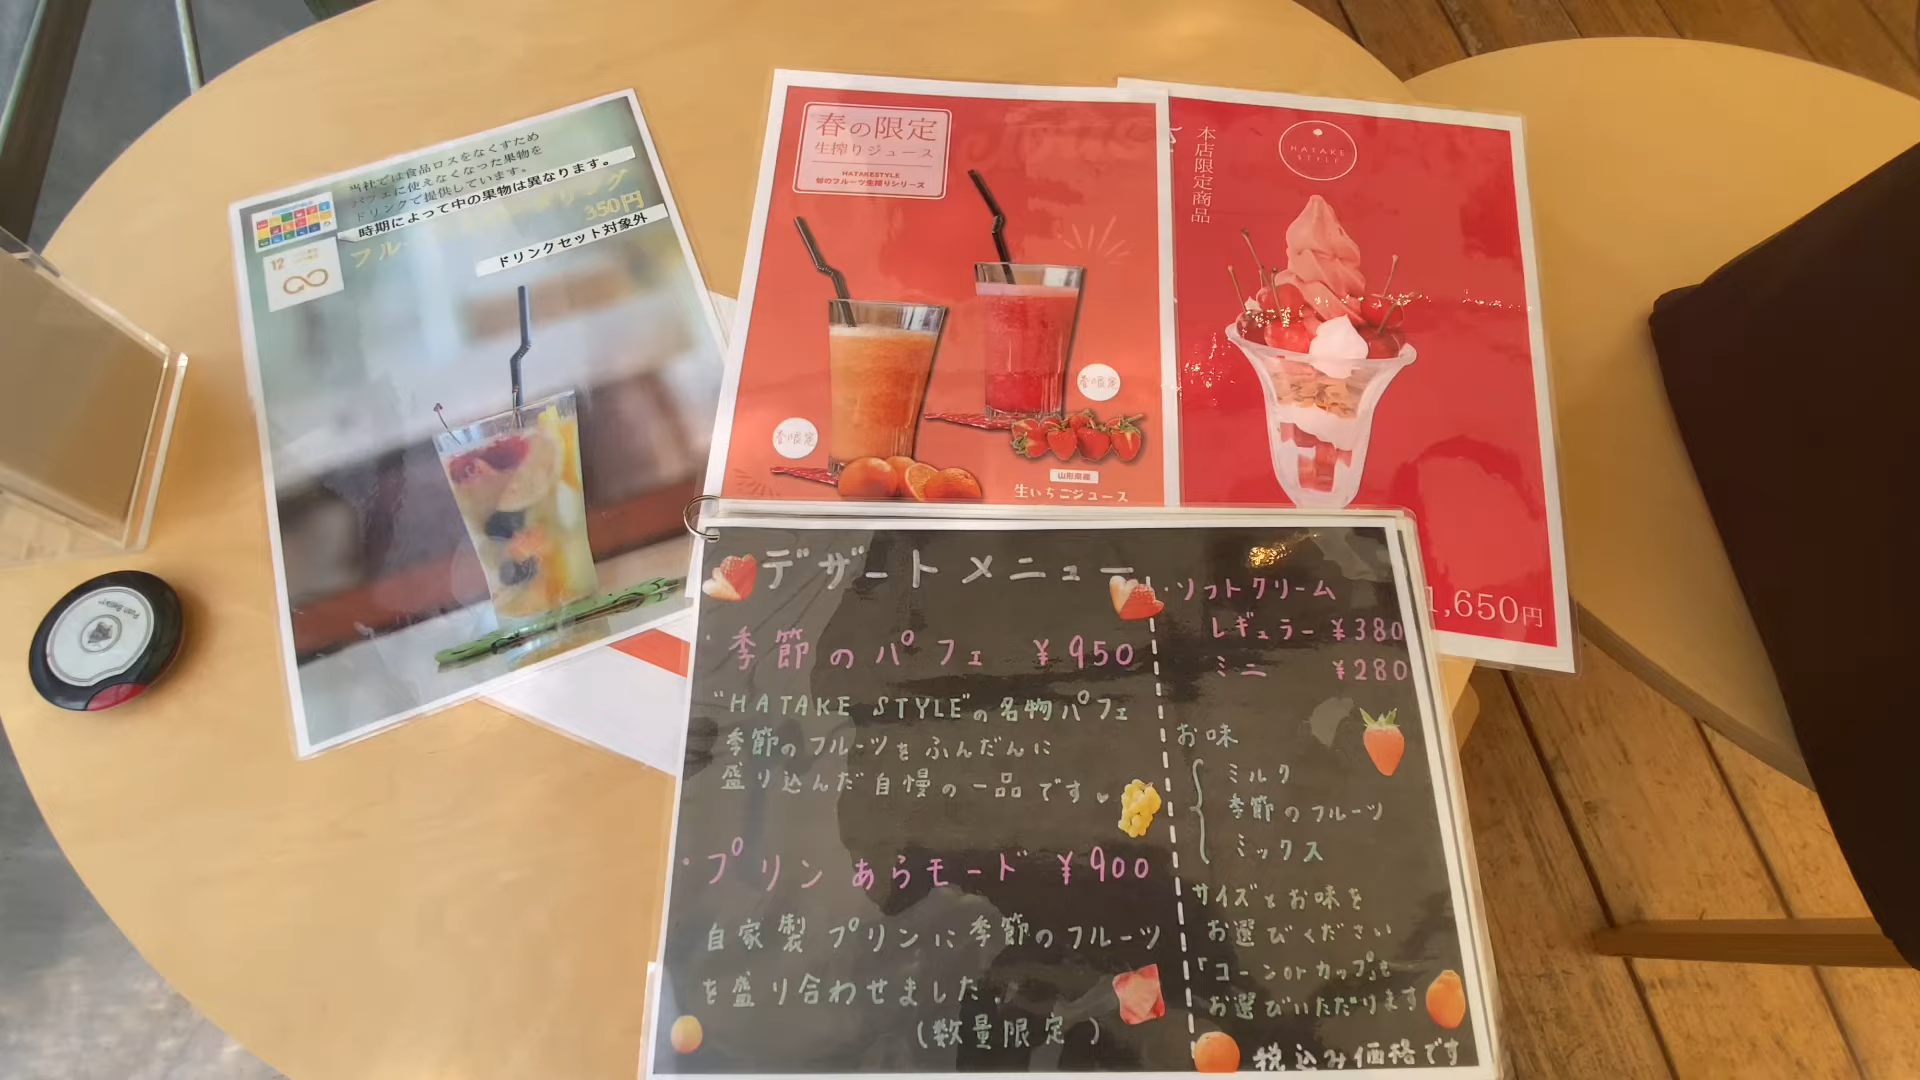 当社では食品ロスをなくすため
パフェに使えなくなった果物を
ドリンクで提供しています。
時期によって中の果物は異なります。
350円
ドリンクセット対象外
12
春の限定
生搾りジュース
HATAKESTYLE
旬のフルーツ生搾りシリーズ
春の限定
春の限定
山形県産
生いちごジュース
本店限定商品
HATAKE
STYLE
1,650円
デザートメニュー
・季節のパフェ ¥950
"HATAKE STYLE"の名物パフェ
季節のフルーツをふんだんに
盛り込んだ自慢の一品です
・プリンあらモード ¥900
自家製プリンに季節のフルーツ
を盛り合わせました.
(数量限定)
・ソフトクリーム
レギュラー ¥380
ミニ ¥280
お味
ミルク
季節のフルーツ
ミックス
サイズとお味を
お選びください
「コーンorカップ」も
お選びいただけります
税込み価格です